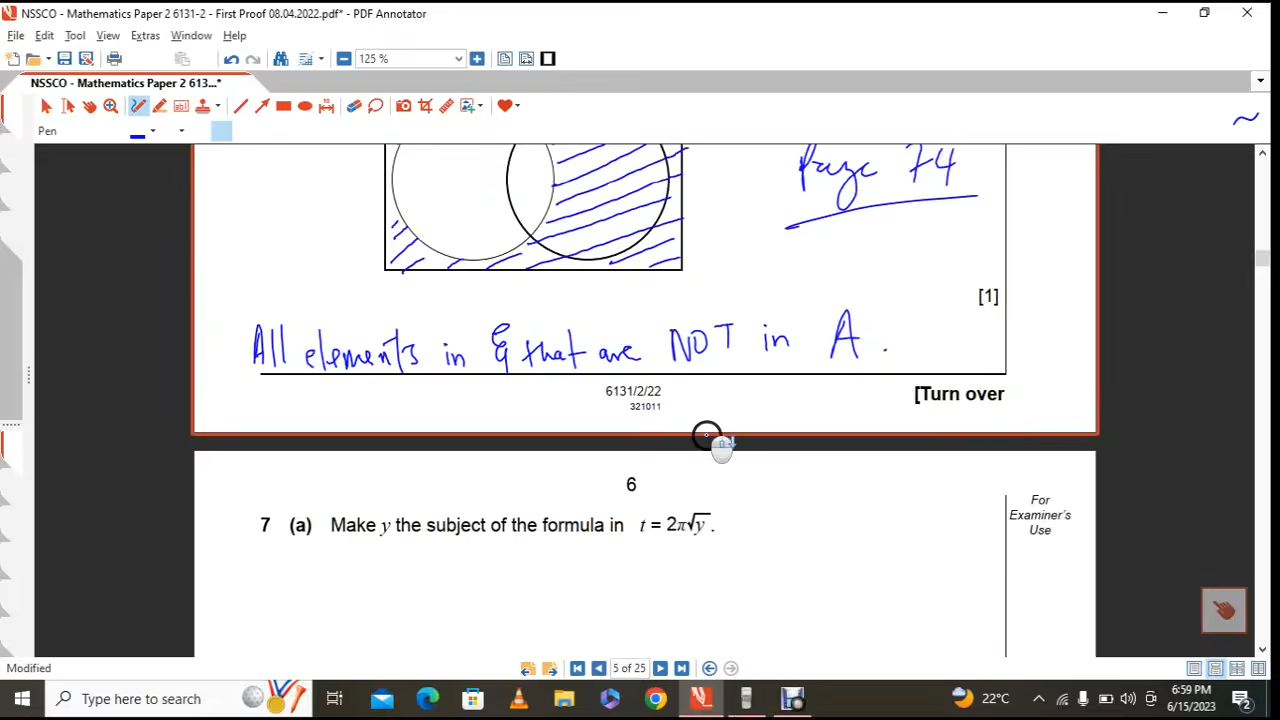 NSSCO - Mathematics Paper 2 6131-2 - First Proof 08.04.2022.pdf* - PDF Annotator
File Edit Tool View Extras Window Help
125 %
NSSCO - Mathematics Paper 2 613...*
Pen
Page 74
[1]
All elements in ξ that are NOT in A.
6131/2/22
321011
[Turn over
6
7 (a) Make y the subject of the formula in t = 2π√y.
For
Examiner's
Use
5 of 25
Modified
Type here to search
22°C
6:59 PM
6/15/2023
2